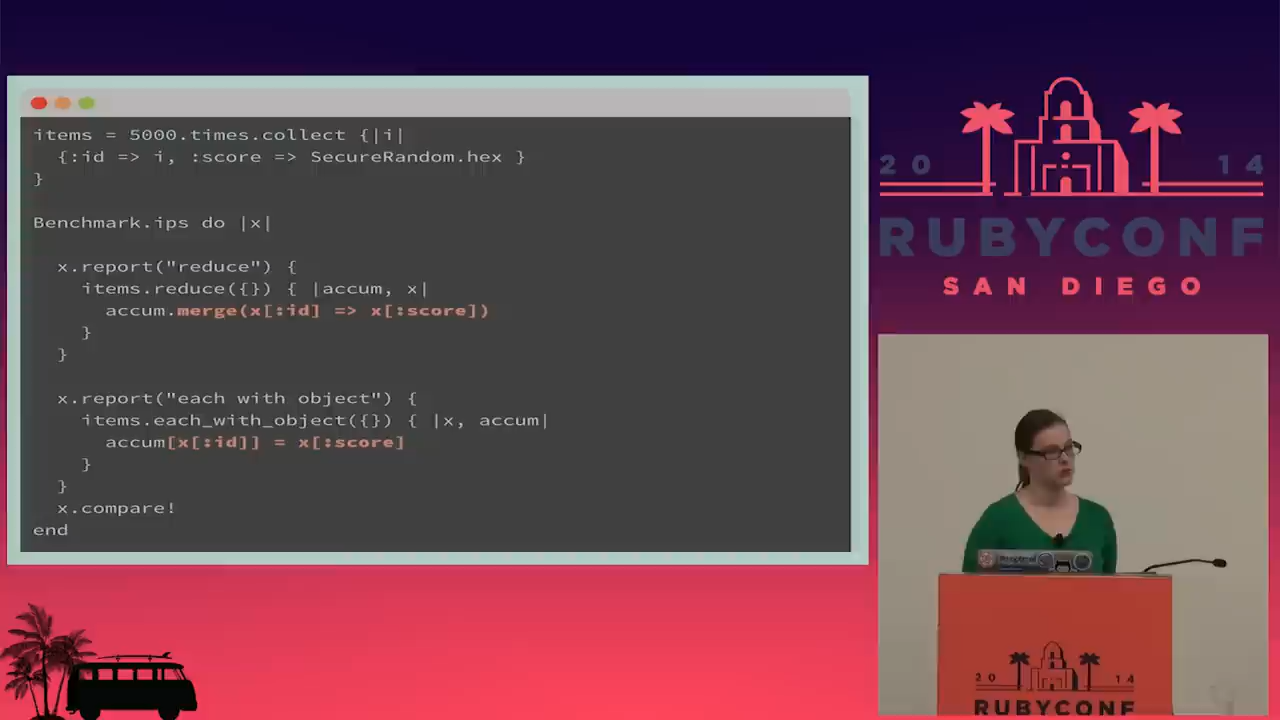 items = 5000.times.collect {|i|
{:id => i, :score => SecureRandom.hex }
}
Benchmark.ips do |x|
x.report("reduce") {
items.reduce({}) { |accum, x|
accum.merge(x[:id] => x[:score])
}
}
x.report("each with object") {
items.each_with_object({}) { |x, accum|
accum[x[:id]] = x[:score]
}
}
x.compare!
end
20 14
RUBYCONF
SAN DIEGO
20 14
RUBYCONF